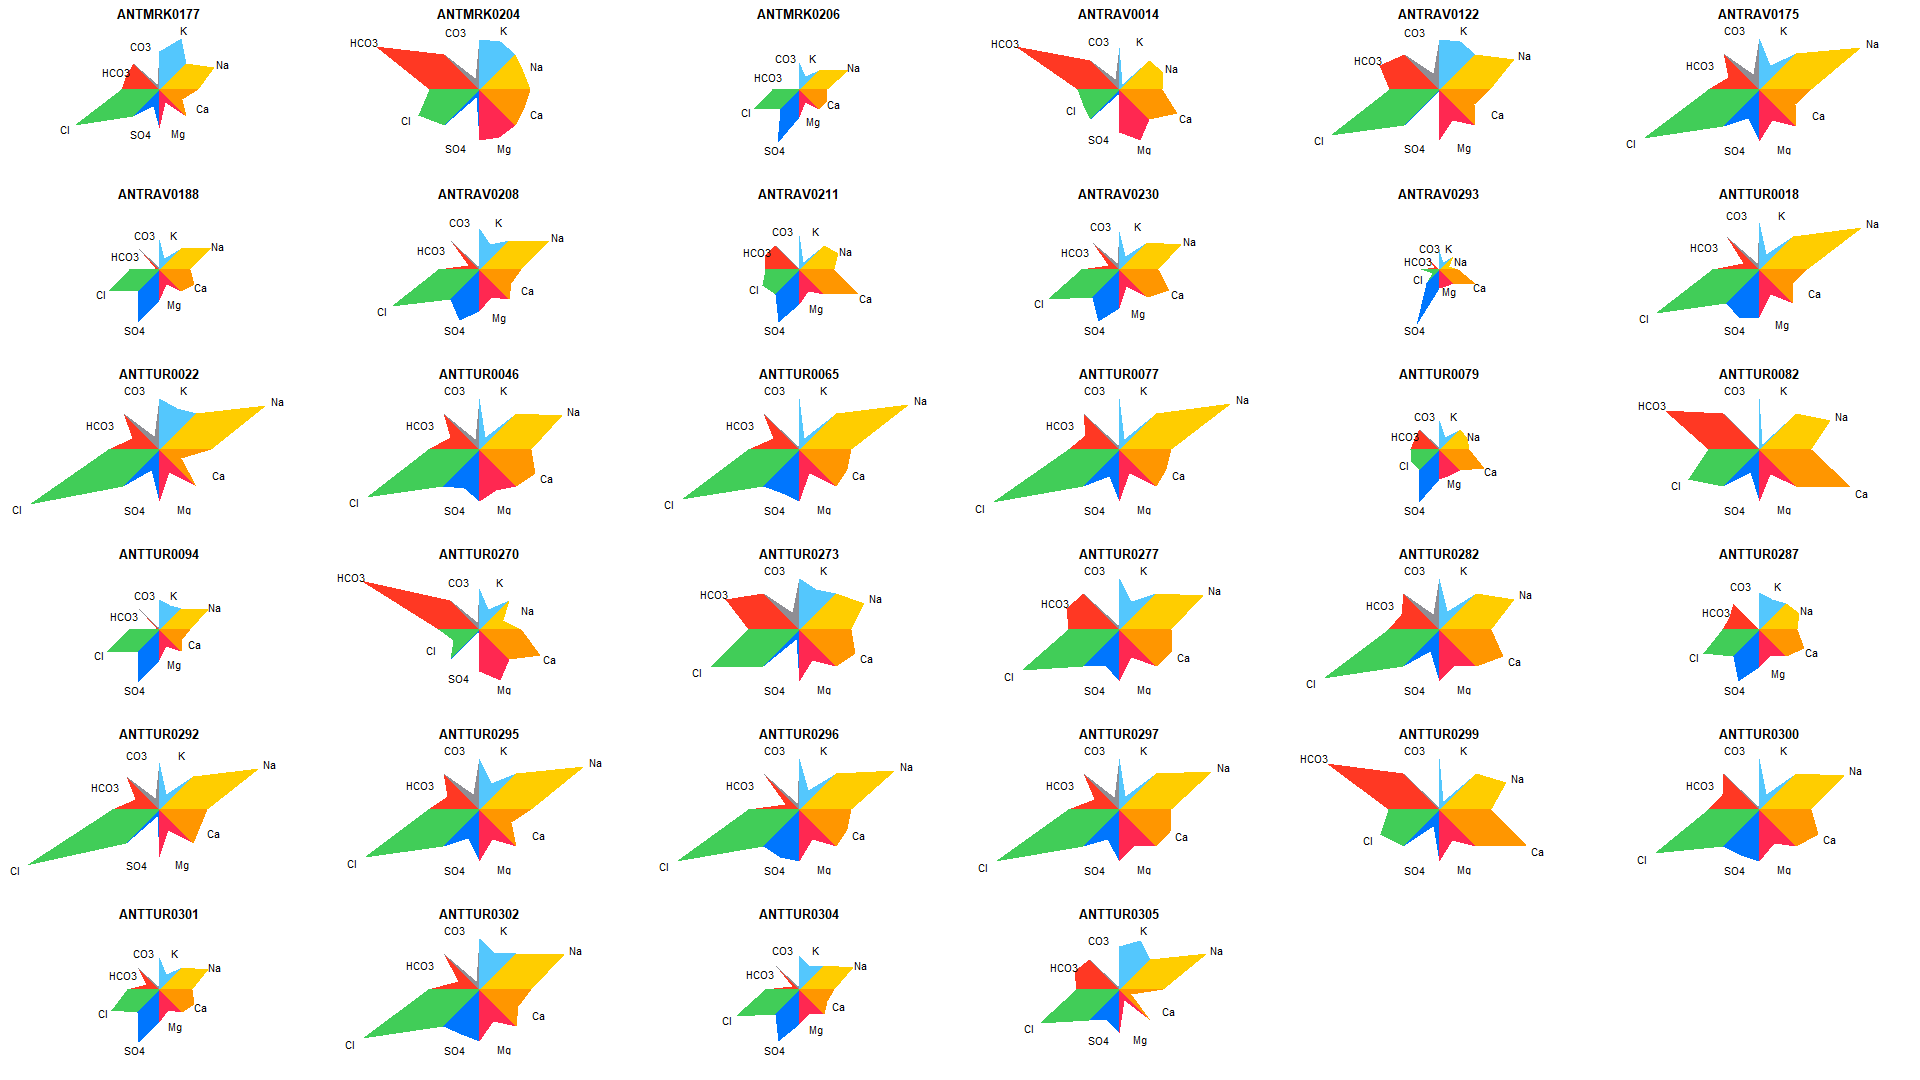 ANTMRK0177 ANTMRK0204 ANTMRK0206 ANTRAV0014 ANTRAV0122 ANTRAV0175
CO3 K Na Ca Mg SO4 Cl HCO3
CO3 Na Ca Mg SO4 Cl HCO3
CO3 K Na Ca Mg SO4 Cl HCO3
CO3 K Na Ca Mg SO4 Cl HCO3
CO3 K Na Ca Mg SO4 Cl HCO3
CO3 K Na Ca Mg SO4 Cl HCO3
ANTRAV0188 ANTRAV0208 ANTRAV0211 ANTRAV0230 ANTRAV0293 ANTTUR0018
CO3 K Na Ca Mg SO4 Cl HCO3
CO3 K Na Ca Mg SO4 Cl HCO3
CO3 K Na Ca Mg SO4 Cl HCO3
CO3 K Na Ca Mg SO4 Cl HCO3
CO3 K Na Ca Mg SO4 Cl HCO3
CO3 K Na Ca Mg SO4 Cl HCO3
ANTTUR0022 ANTTUR0046 ANTTUR0065 ANTTUR0077 ANTTUR0079 ANTTUR0082
CO3 K Na Ca Mg SO4 Cl HCO3
CO3 K Na Ca Mg SO4 Cl HCO3
CO3 K Na Ca Mg SO4 Cl HCO3
CO3 K Na Ca Mg SO4 Cl HCO3
CO3 K Na Ca Mg SO4 Cl HCO3
CO3 K Na Ca Mg SO4 Cl HCO3
ANTTUR0094 ANTTUR0270 ANTTUR0273 ANTTUR0277 ANTTUR0282 ANTTUR0287
CO3 K Na Ca Mg SO4 Cl HCO3
CO3 K Na Ca Mg SO4 Cl HCO3
CO3 K Na Ca Mg SO4 Cl HCO3
CO3 K Na Ca Mg SO4 Cl HCO3
CO3 K Na Ca Mg SO4 Cl HCO3
CO3 K Na Ca Mg SO4 Cl HCO3
ANTTUR0292 ANTTUR0295 ANTTUR0296 ANTTUR0297 ANTTUR0299 ANTTUR0300
CO3 K Na Ca Mg SO4 Cl HCO3
CO3 K Na Ca Mg SO4 Cl HCO3
CO3 K Na Ca Mg SO4 Cl HCO3
CO3 K Na Ca Mg SO4 Cl HCO3
CO3 K Na Ca Mg SO4 Cl HCO3
CO3 K Na Ca Mg SO4 Cl HCO3
ANTTUR0301 ANTTUR0302 ANTTUR0304 ANTTUR0305
CO3 K Na Ca Mg SO4 Cl HCO3
CO3 K Na Ca Mg SO4 Cl HCO3
CO3 K Na Ca Mg SO4 Cl HCO3
CO3 K Na Ca Mg SO4 Cl HCO3